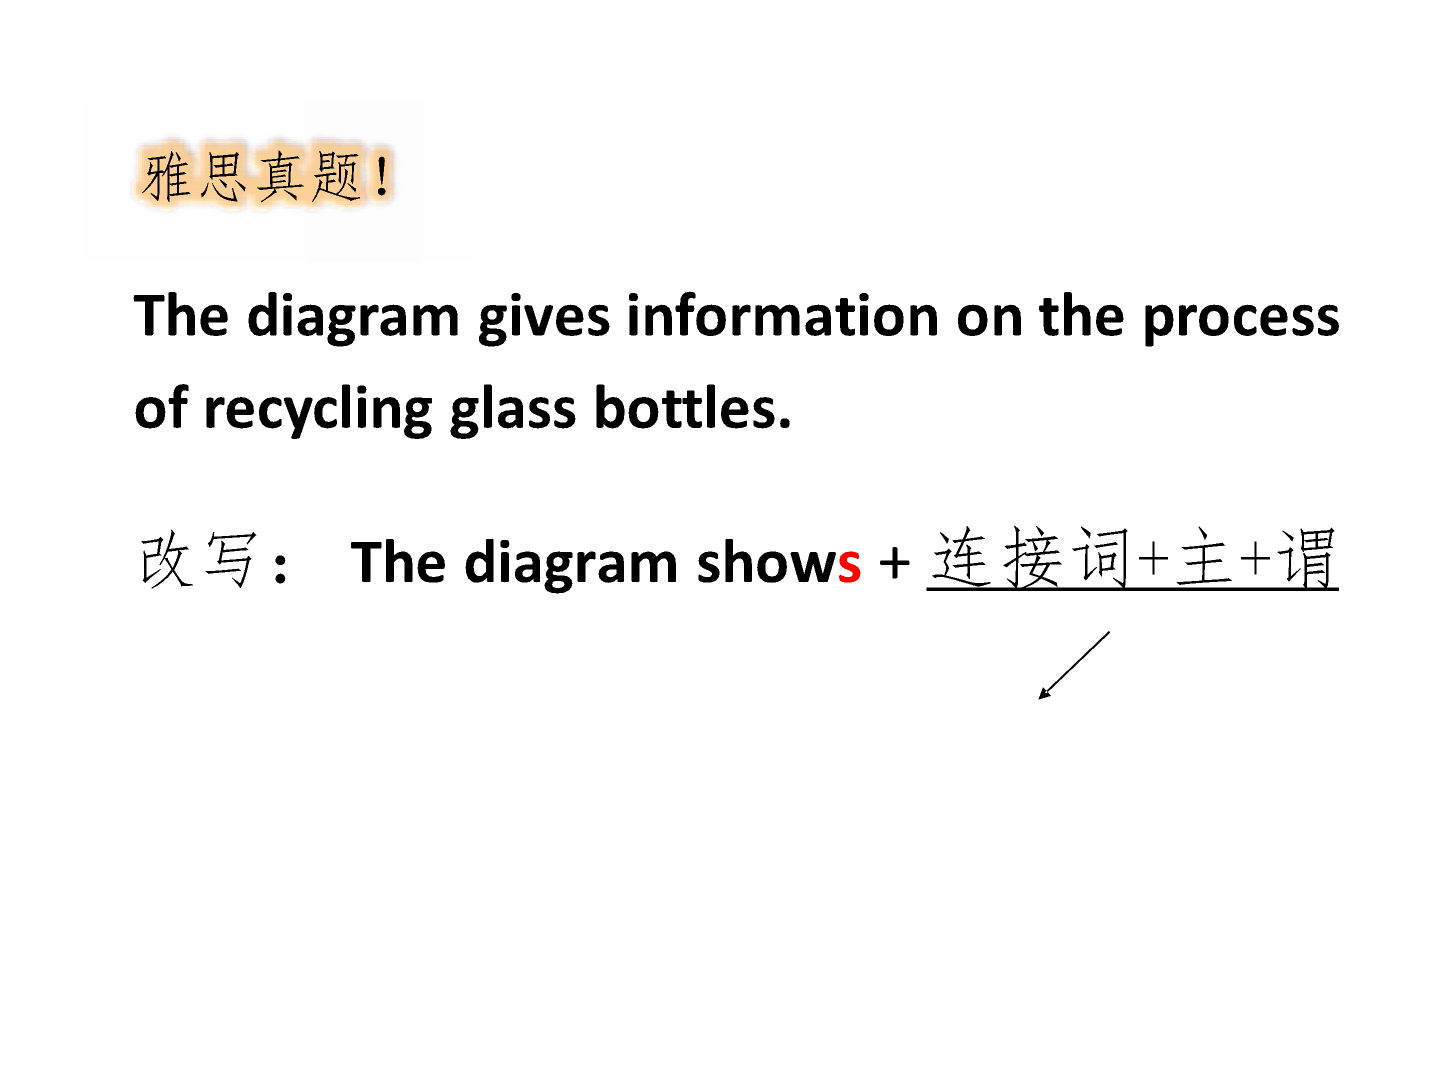 雅思真题!
The diagram gives information on the process
of recycling glass bottles.
改写： The diagram shows + 连接词+主+谓